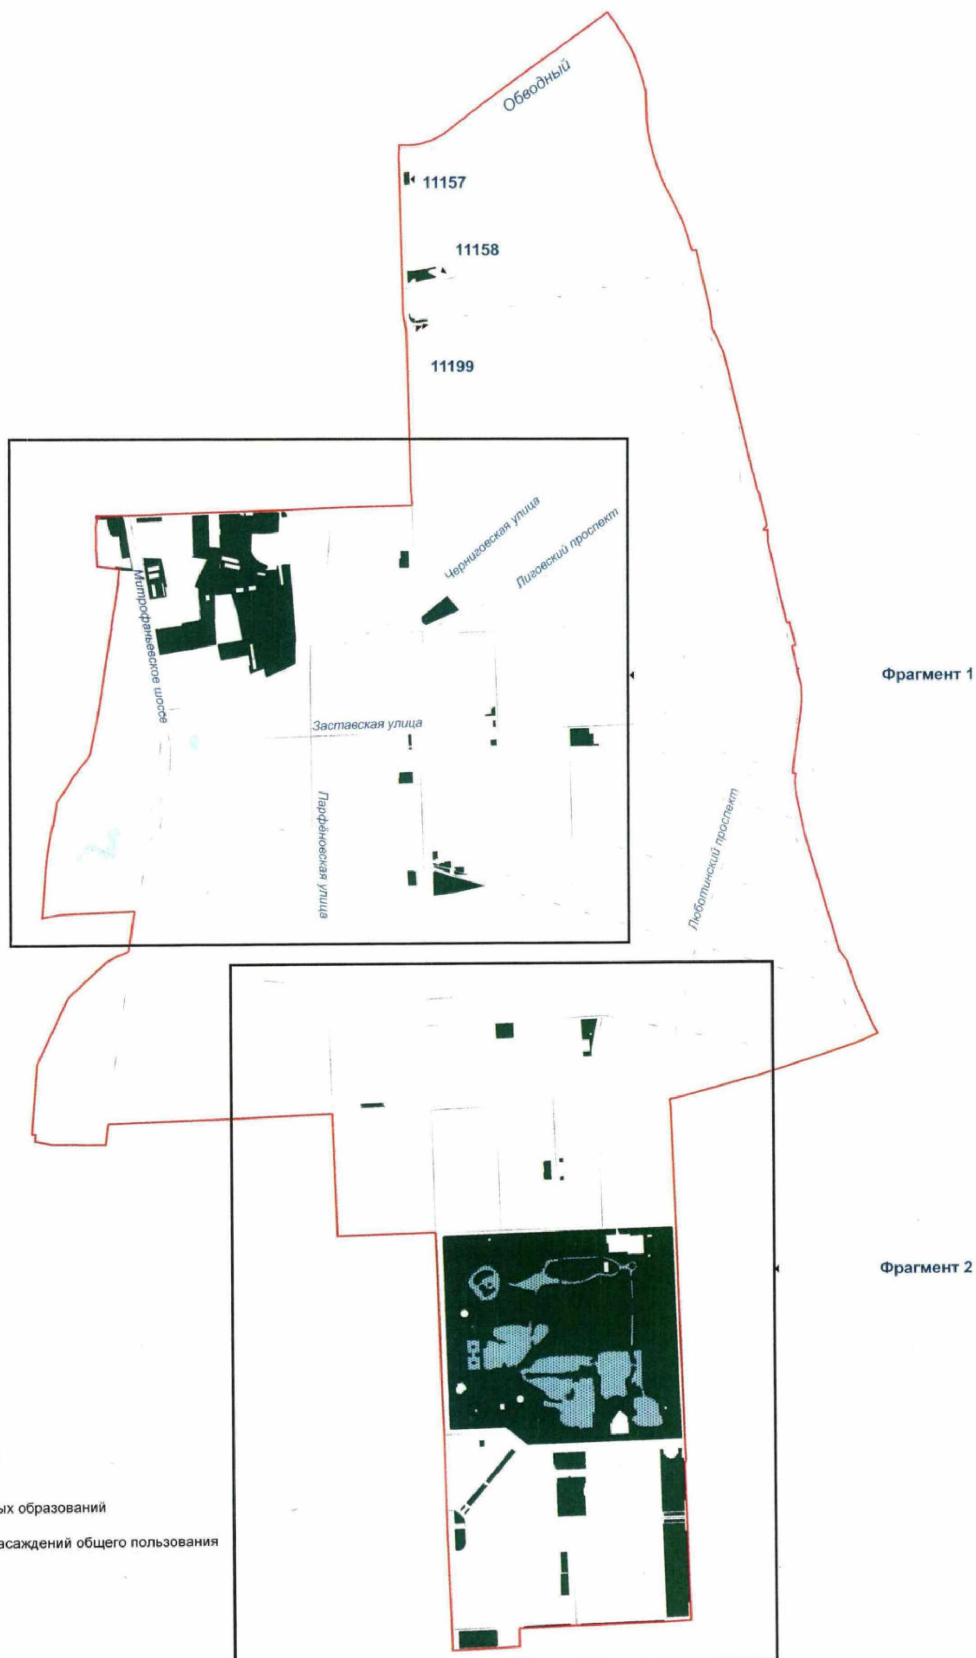 Обводный
11157
11158
11199
Черниговская улица
Лиговский проспект
Митрофаньевское шоссе
Фрагмент 1
Заставская улица
Парфёновская улица
Люботинский проспект
Фрагмент 2
ых образований
асаждений общего пользования